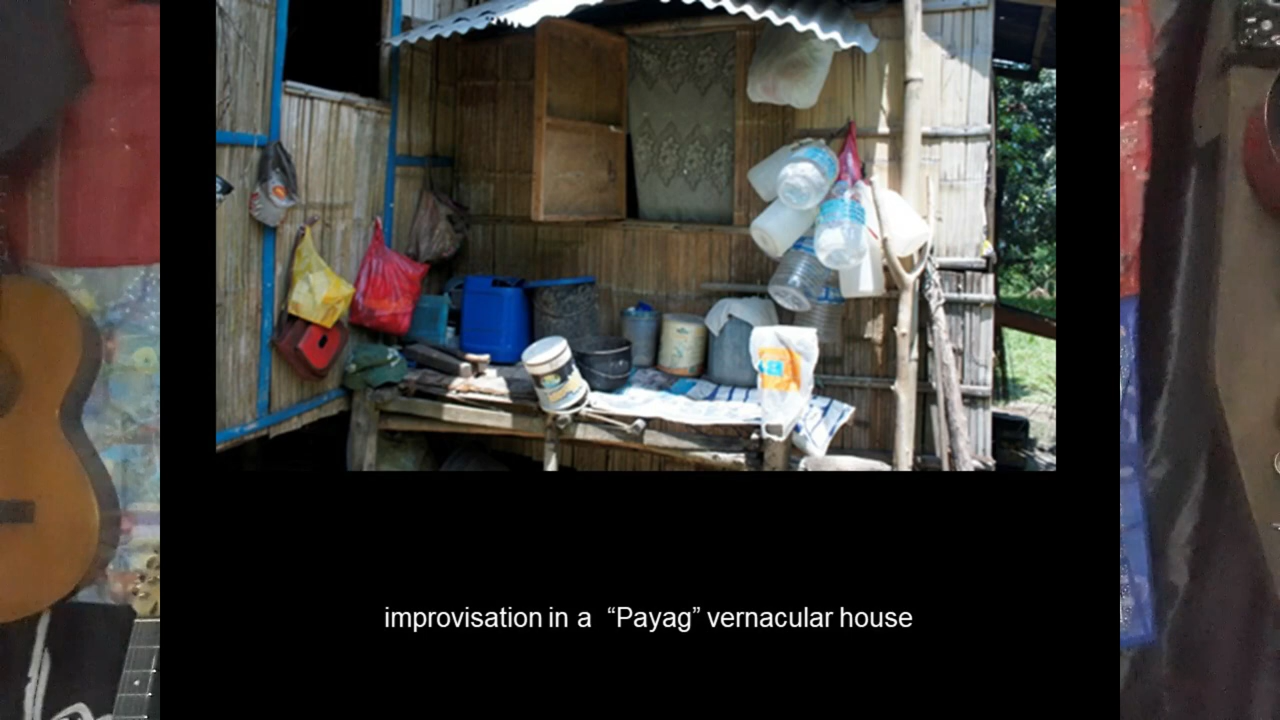 improvisation in a  “Payag” vernacular house